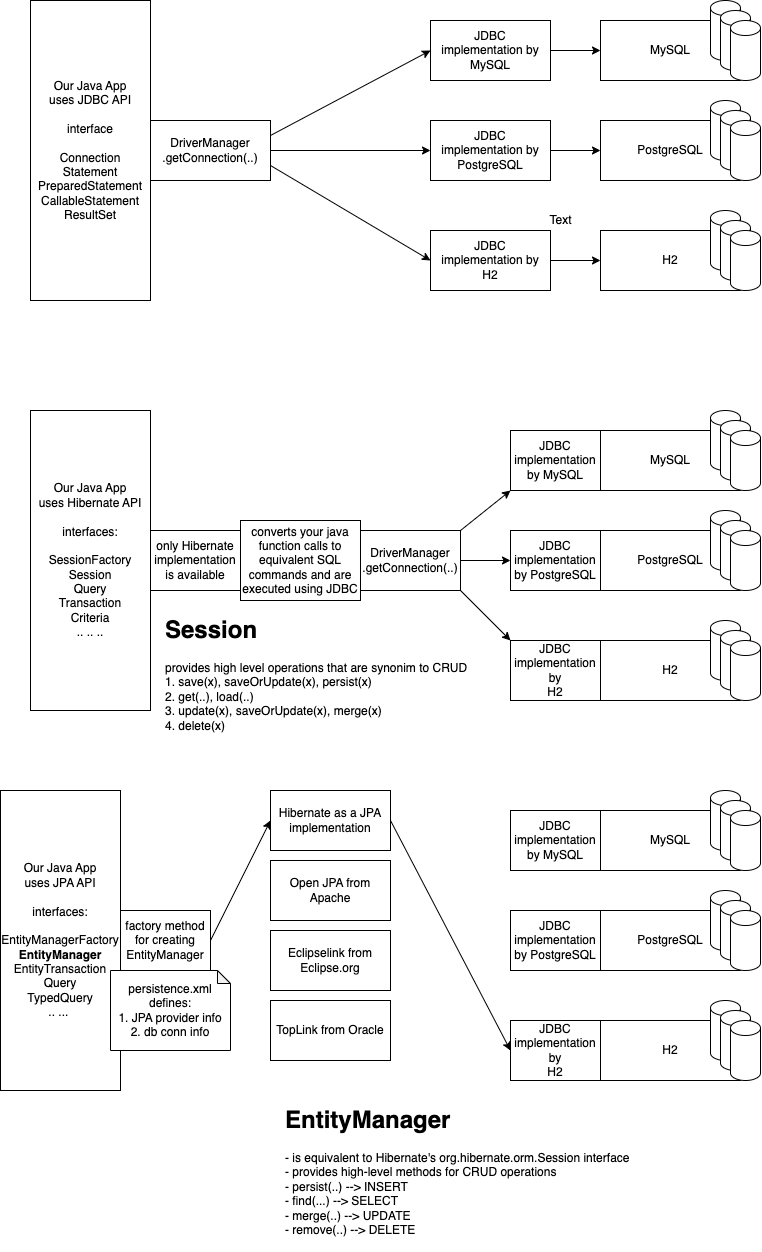 Our Java App
uses JDBC API
interface
Connection
Statement
PreparedStatement
CallableStatement
ResultSet
DriverManager
.getConnection(..)
JDBC
implementation by
MySQL
MySQL
JDBC
implementation by
PostgreSQL
PostgreSQL
Text
JDBC
implementation by
H2
H2
Our Java App
uses Hibernate API
interfaces:
SessionFactory
Session
Query
Transaction
Criteria
.. .. ..
only Hibernate
implementation
is available
converts your java
function calls to
equivalent SQL
commands and are
executed using JDBC
DriverManager
.getConnection(..)
JDBC
implementation
by MySQL
MySQL
JDBC
implementation
by PostgreSQL
PostgreSQL
JDBC
implementation
by
H2
H2
Session
provides high level operations that are synonim to CRUD
1. save(x), saveOrUpdate(x), persist(x)
2. get(..), load(..)
3. update(x), saveOrUpdate(x), merge(x)
4. delete(x)
Our Java App
uses JPA API
interfaces:
EntityManagerFactory
EntityManager
EntityTransaction
Query
TypedQuery
.. ...
factory method
for creating
EntityManager
persistence.xml
defines:
1. JPA provider info
2. db conn info
Hibernate as a JPA
implementation
Open JPA from
Apache
Eclipselink from
Eclipse.org
TopLink from Oracle
JDBC
implementation
by MySQL
MySQL
JDBC
implementation
by PostgreSQL
PostgreSQL
JDBC
implementation
by
H2
H2
EntityManager
- is equivalent to Hibernate's org.hibernate.orm.Session interface
- provides high-level methods for CRUD operations
- persist(..) --> INSERT
- find(...) --> SELECT
- merge(..) --> UPDATE
- remove(..) --> DELETE